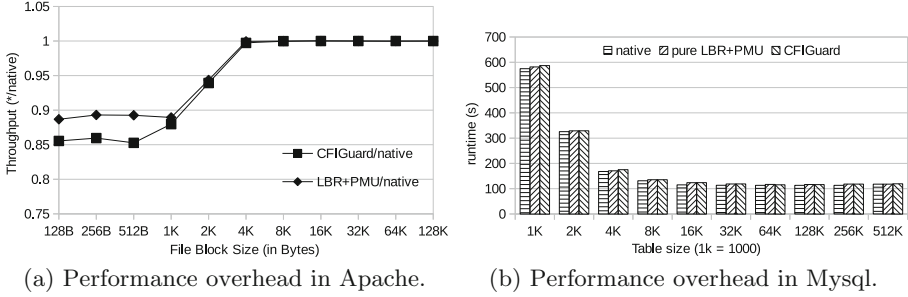 1.05
1
0.95
0.9
0.85
0.8
0.75
Throughput (*/native)
CFIGuard/native
LBR+PMU/native
128B 256B 512B 1K 2K 4K 8K 16K 32K 64K 128K
File Block Size (in Bytes)
(a) Performance overhead in Apache.
700
600
500
400
300
200
100
0
runtime (s)
native pure LBR+PMU CFIGuard
1K 2K 4K 8K 16K 32K 64K 128K 256K 512K
Table size (1k = 1000)
(b) Performance overhead in Mysql.